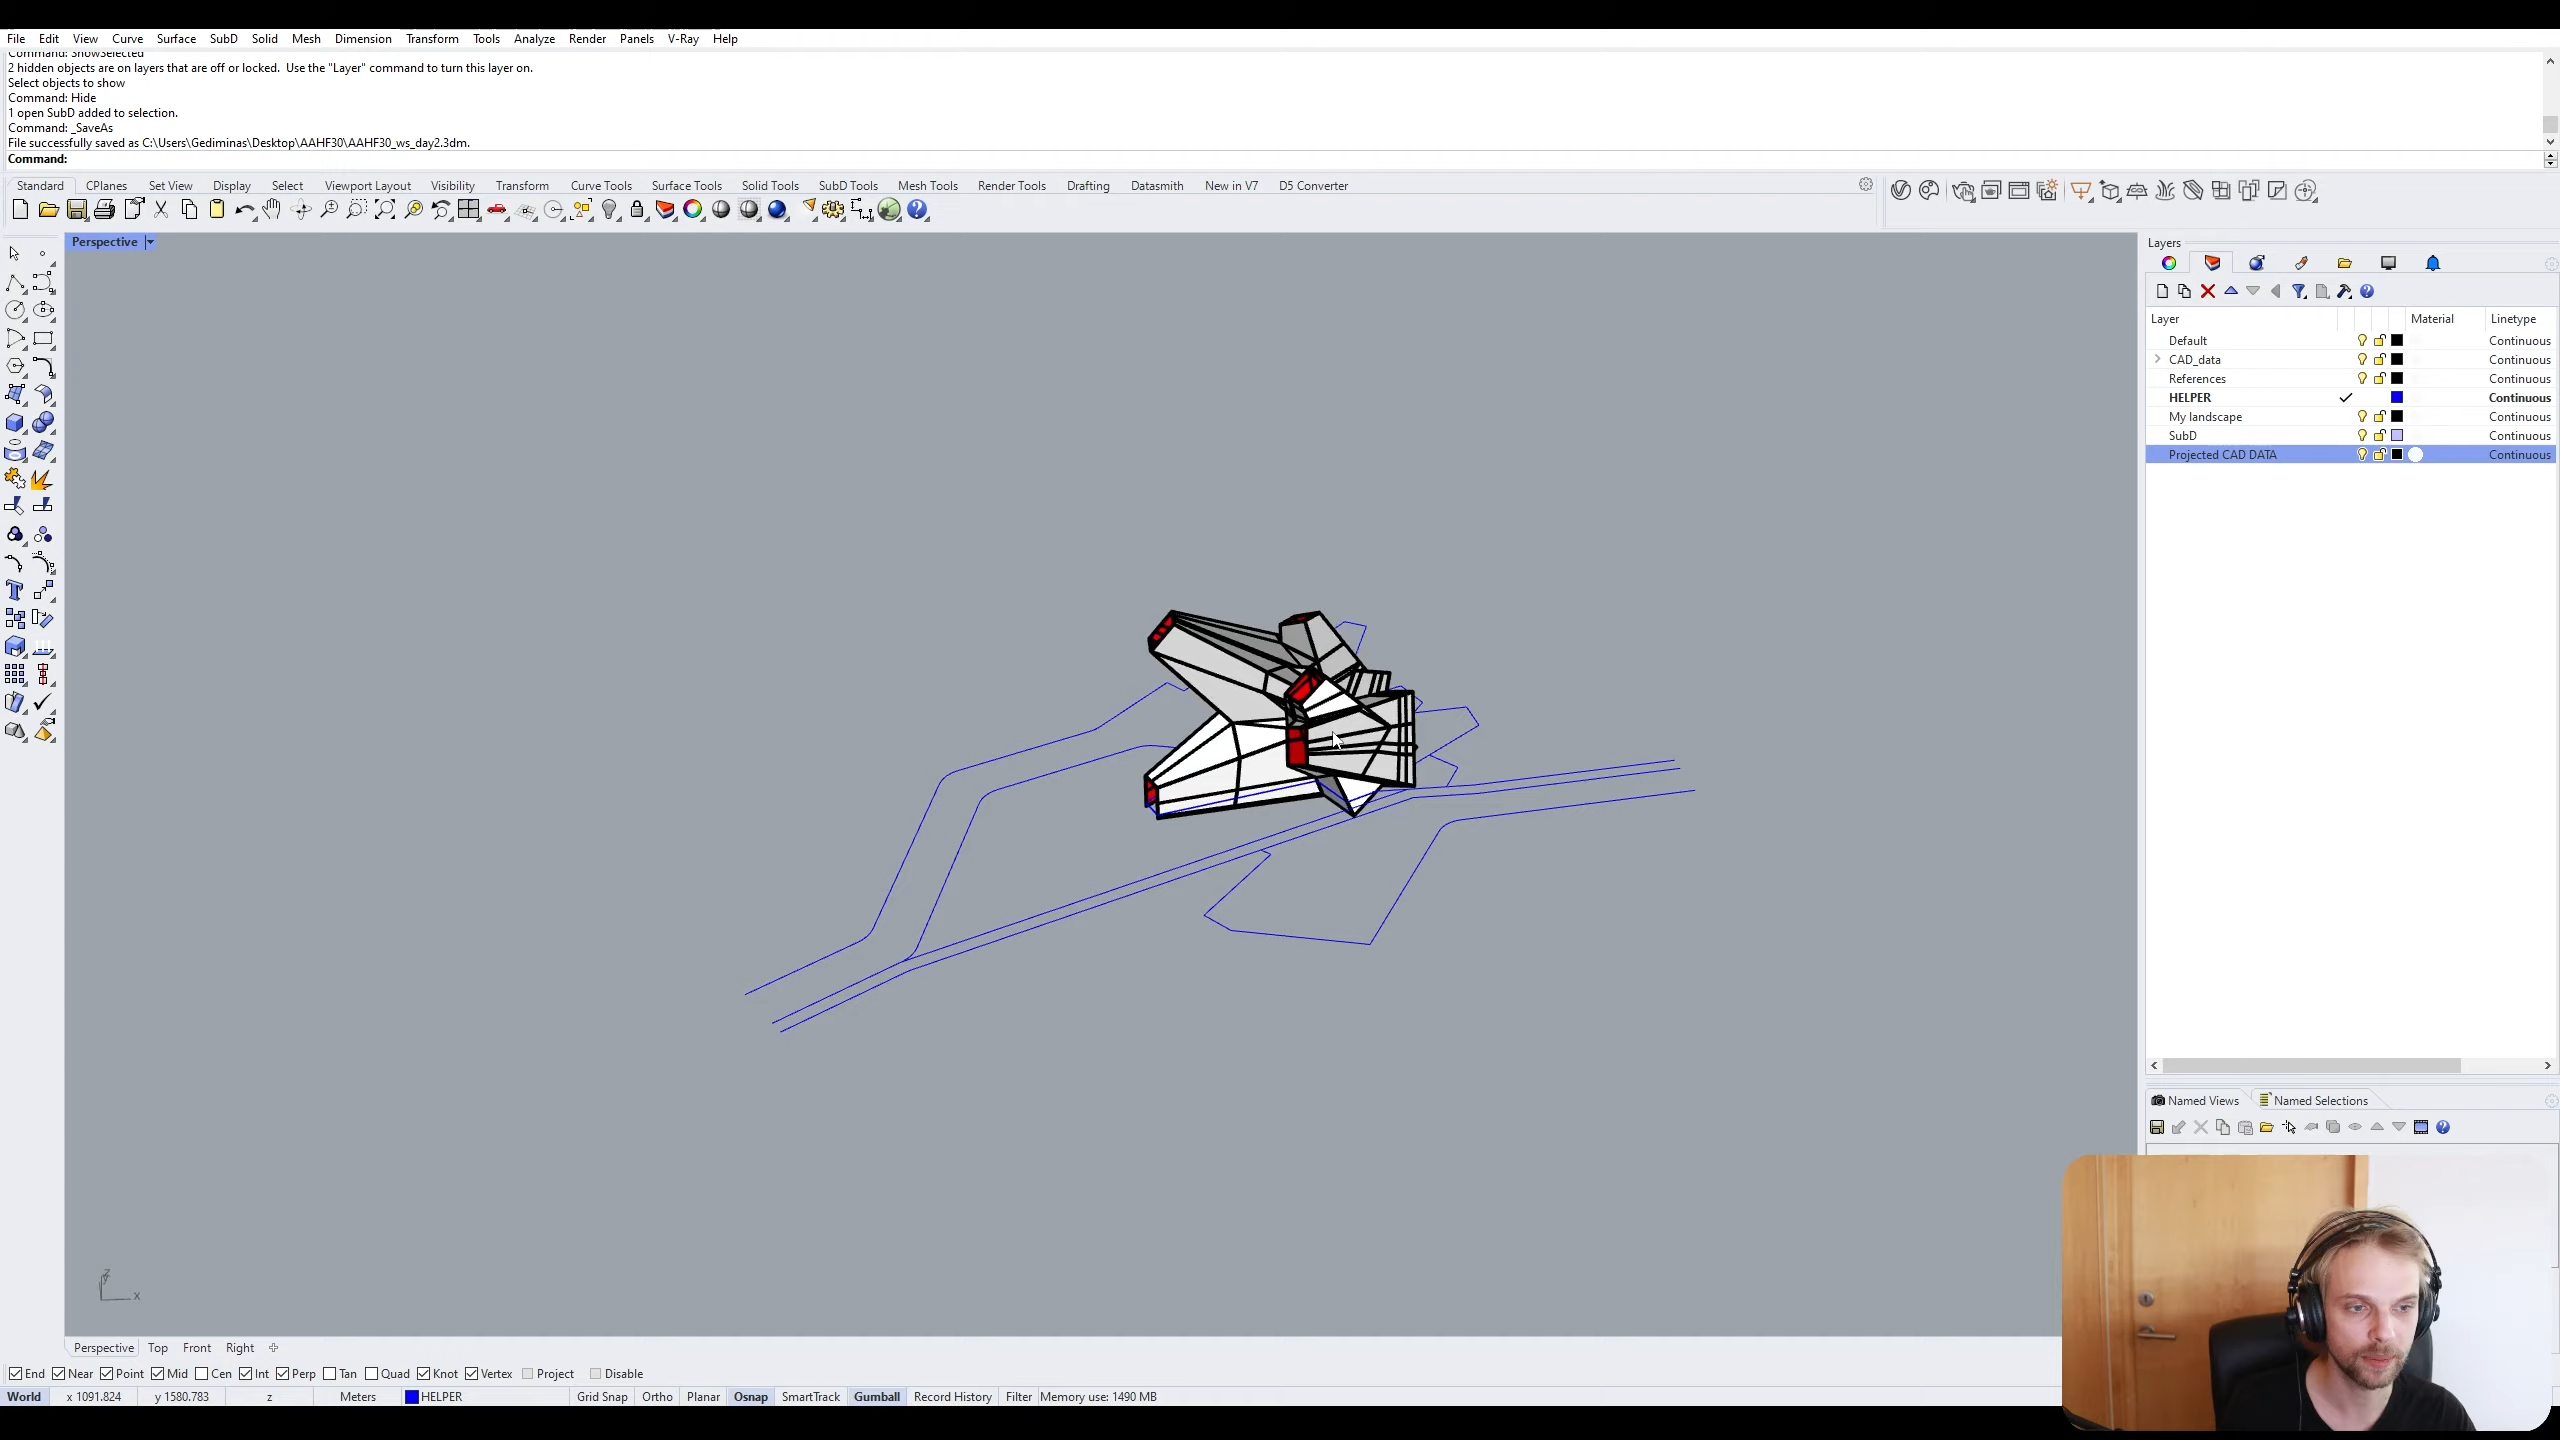 File Edit View Curve Surface SubD Solid Mesh Dimension Transform Tools Analyze Render Panels V-Ray Help
Command: ShowSelected
2 hidden objects are on layers that are off or locked.  Use the "Layer" command to turn this layer on.
Select objects to show
Command: Hide
1 open SubD added to selection.
Command: _SaveAs
File successfully saved as C:\Users\Gediminas\Desktop\AAHF30\AAHF30_ws_day2.3dm.
Command:
Standard CPlanes Set View Display Select Viewport Layout Visibility Transform Curve Tools Surface Tools Solid Tools SubD Tools Mesh Tools Render Tools Drafting Datasmith New in V7 D5 Converter
Perspective
Layers
Layer Material Linetype
Default Continuous
CAD_data Continuous
References Continuous
HELPER Continuous
My landscape Continuous
SubD Continuous
Projected CAD DATA Continuous
Named Views Named Selections
z
y
x
Perspective Top Front Right
End Near Point Mid Cen Int Perp Tan Quad Knot Vertex Project Disable
World x 1091.824 y 1580.783 z Meters HELPER Grid Snap Ortho Planar Osnap SmartTrack Gumball Record History Filter Memory use: 1490 MB